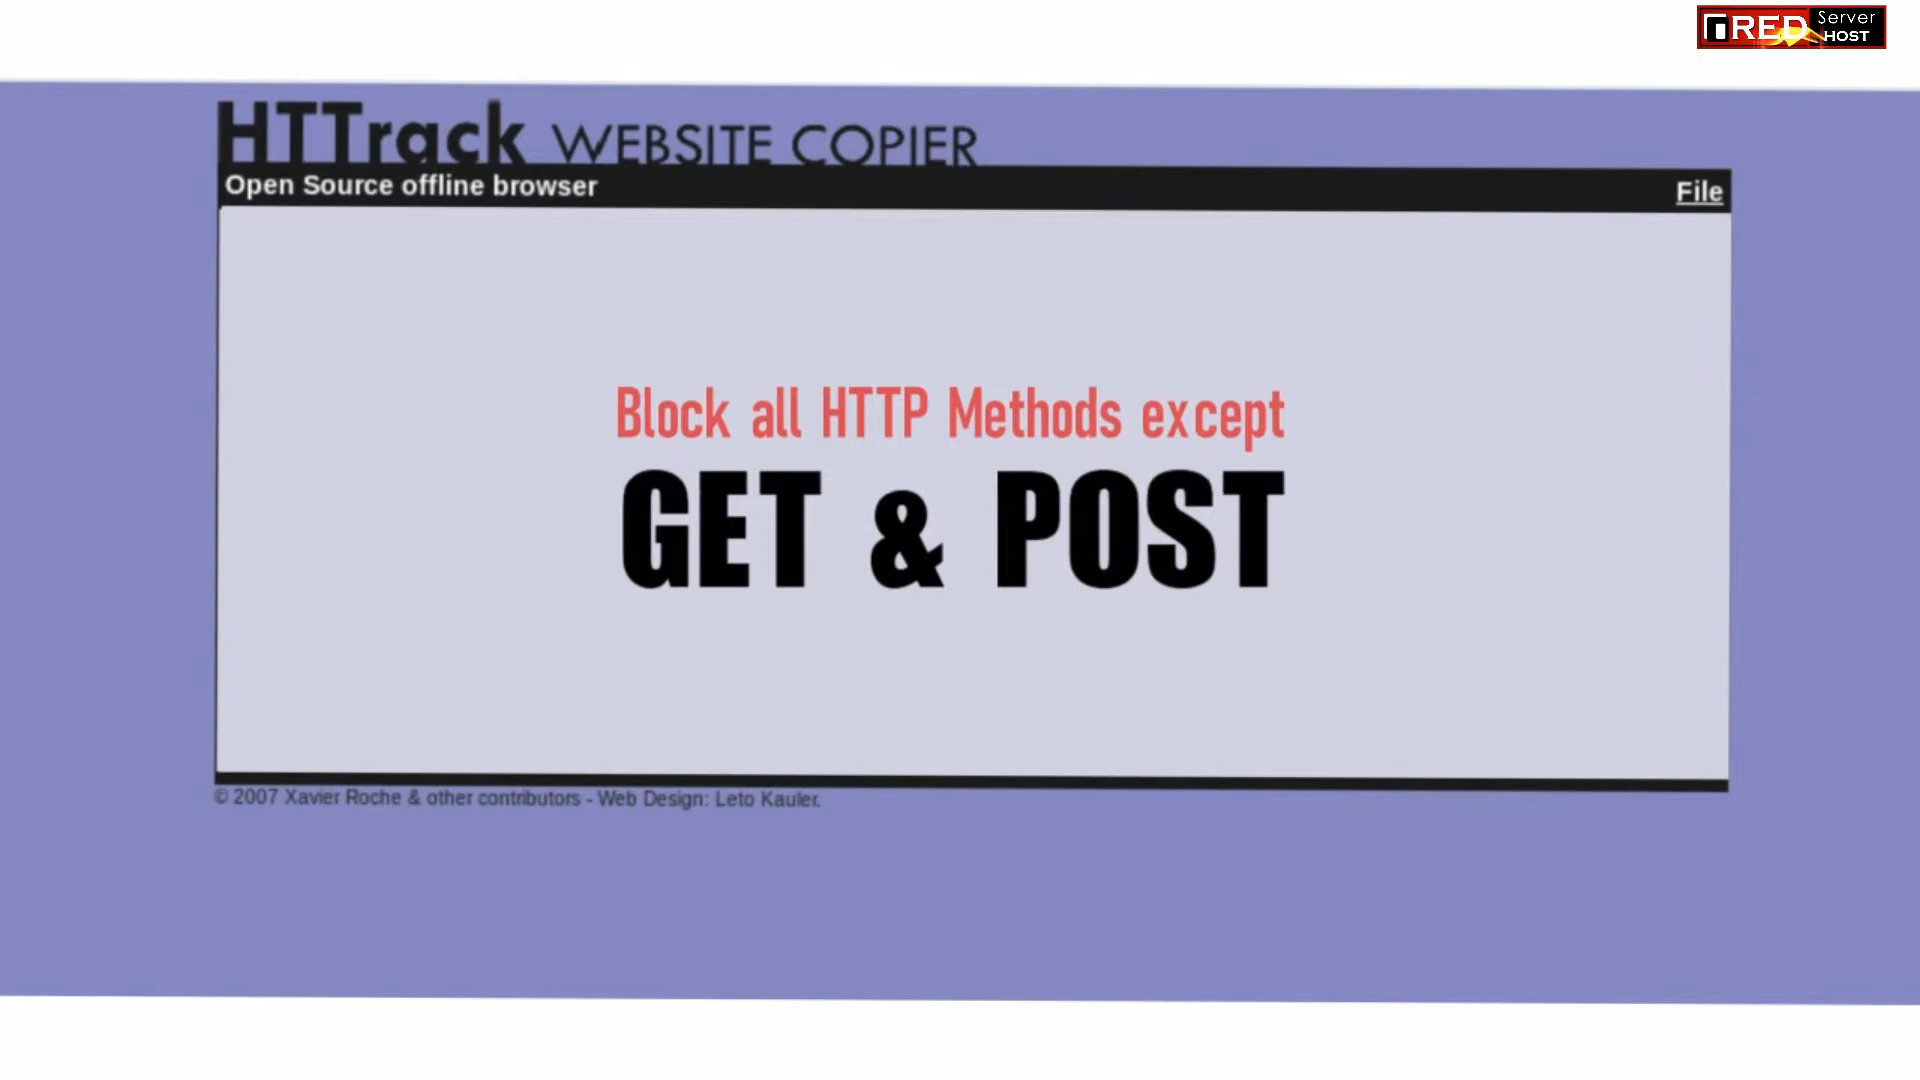 RED Server
HOST
HTTrack WEBSITE COPIER
Open Source offline browser File
Block all HTTP Methods except
GET & POST
© 2007 Xavier Roche & other contributors - Web Design: Leto Kauler.